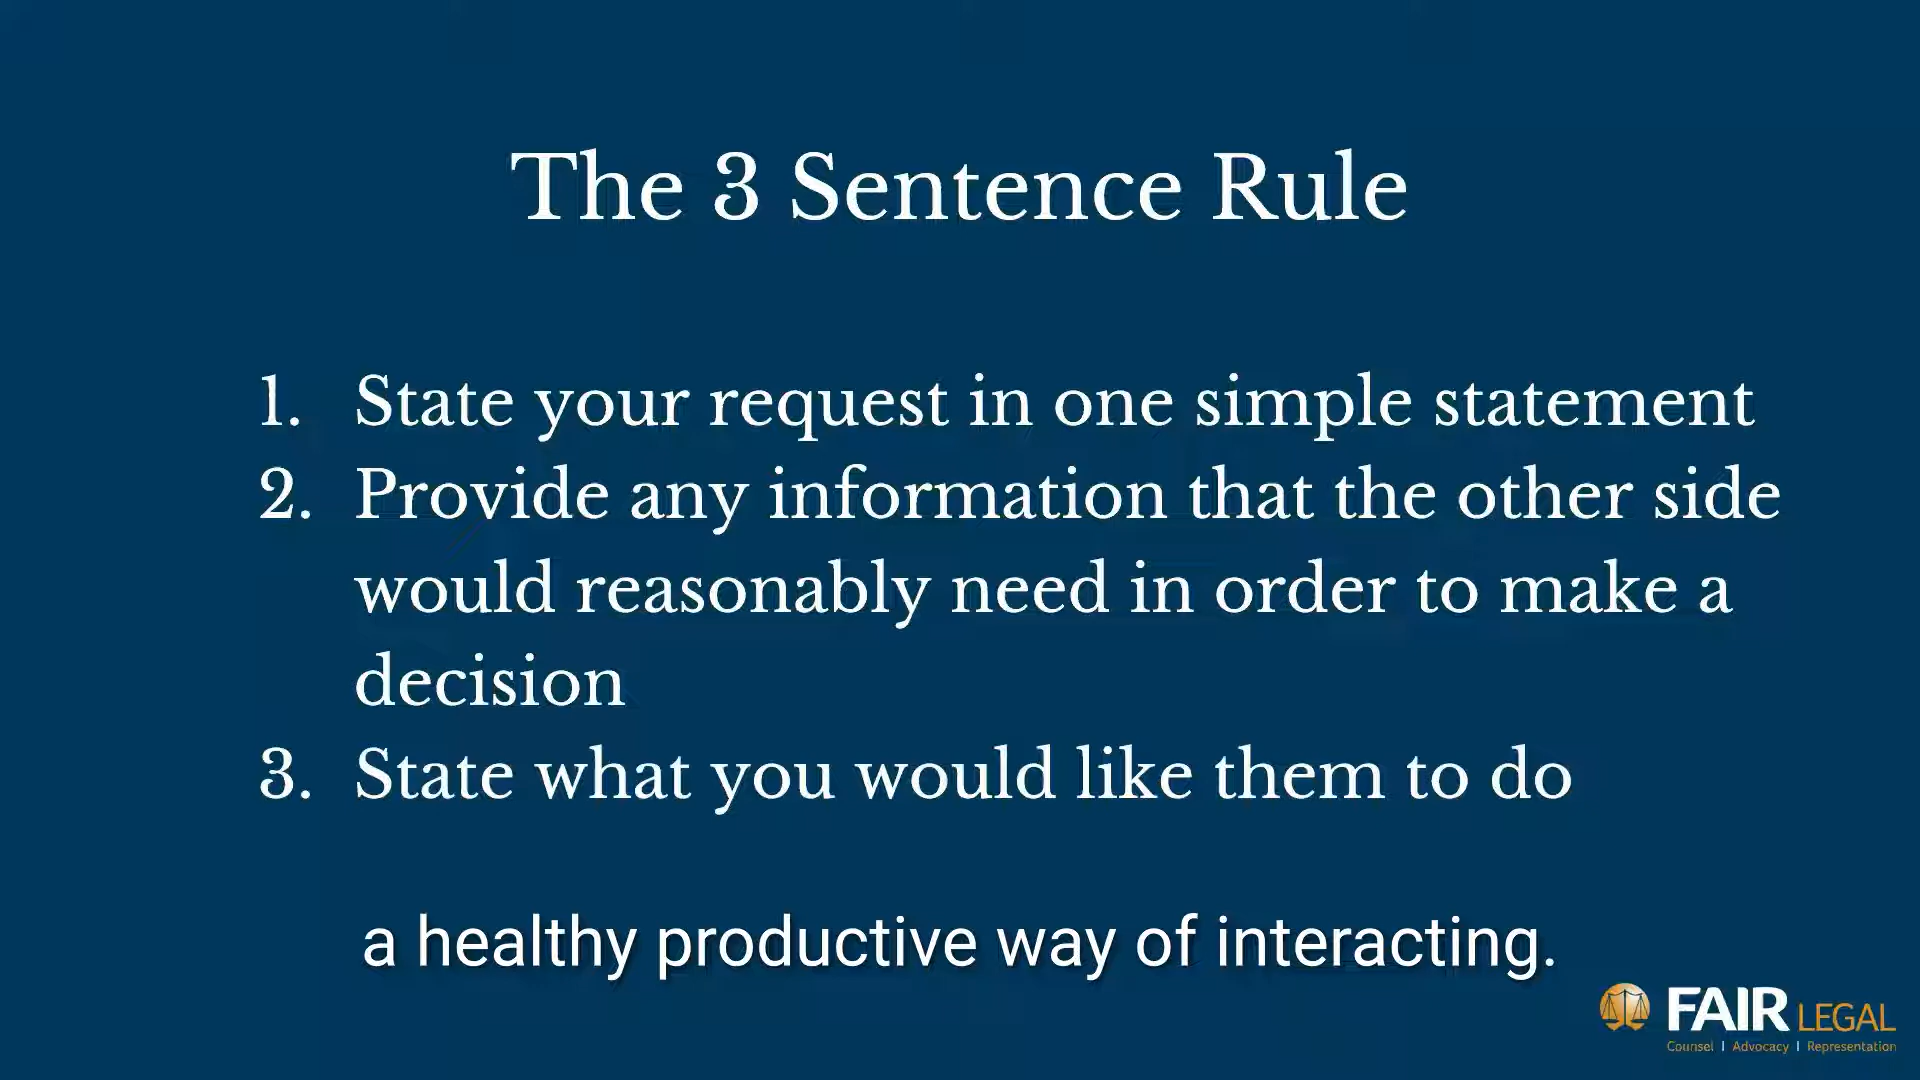 The 3 Sentence Rule
1. State your request in one simple statement
2. Provide any information that the other side
would reasonably need in order to make a
decision
3. State what you would like them to do
a healthy productive way of interacting.
FAIR LEGAL
Counsel | Advocacy | Representation